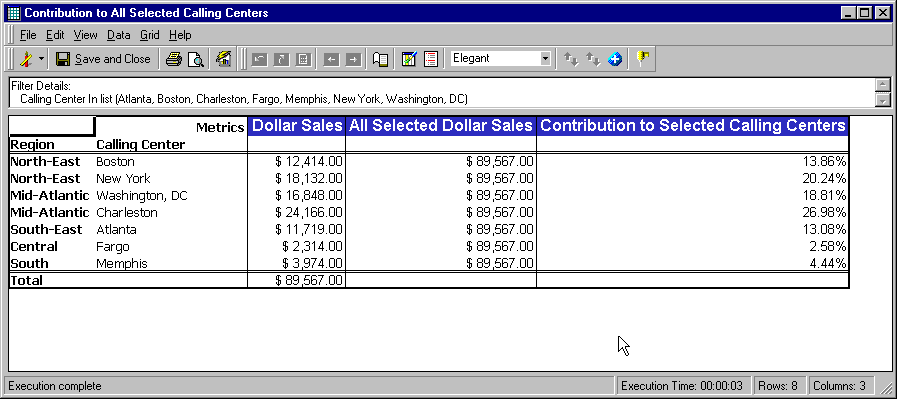 Contribution to All Selected Calling Centers
File Edit View Data Grid Help
Save and Close Elegant
Filter Details:
Calling Center In list (Atlanta, Boston, Charleston, Fargo, Memphis, New York, Washington, DC)
Metrics Dollar Sales All Selected Dollar Sales Contribution to Selected Calling Centers
Region Calling Center
North-East Boston $ 12,414.00 $ 89,567.00 13.86%
North-East New York $ 18,132.00 $ 89,567.00 20.24%
Mid-Atlantic Washington, DC $ 16,848.00 $ 89,567.00 18.81%
Mid-Atlantic Charleston $ 24,166.00 $ 89,567.00 26.98%
South-East Atlanta $ 11,719.00 $ 89,567.00 13.08%
Central Fargo $ 2,314.00 $ 89,567.00 2.58%
South Memphis $ 3,974.00 $ 89,567.00 4.44%
Total $ 89,567.00
Execution complete Execution Time: 00:00:03 Rows: 8 Columns: 3